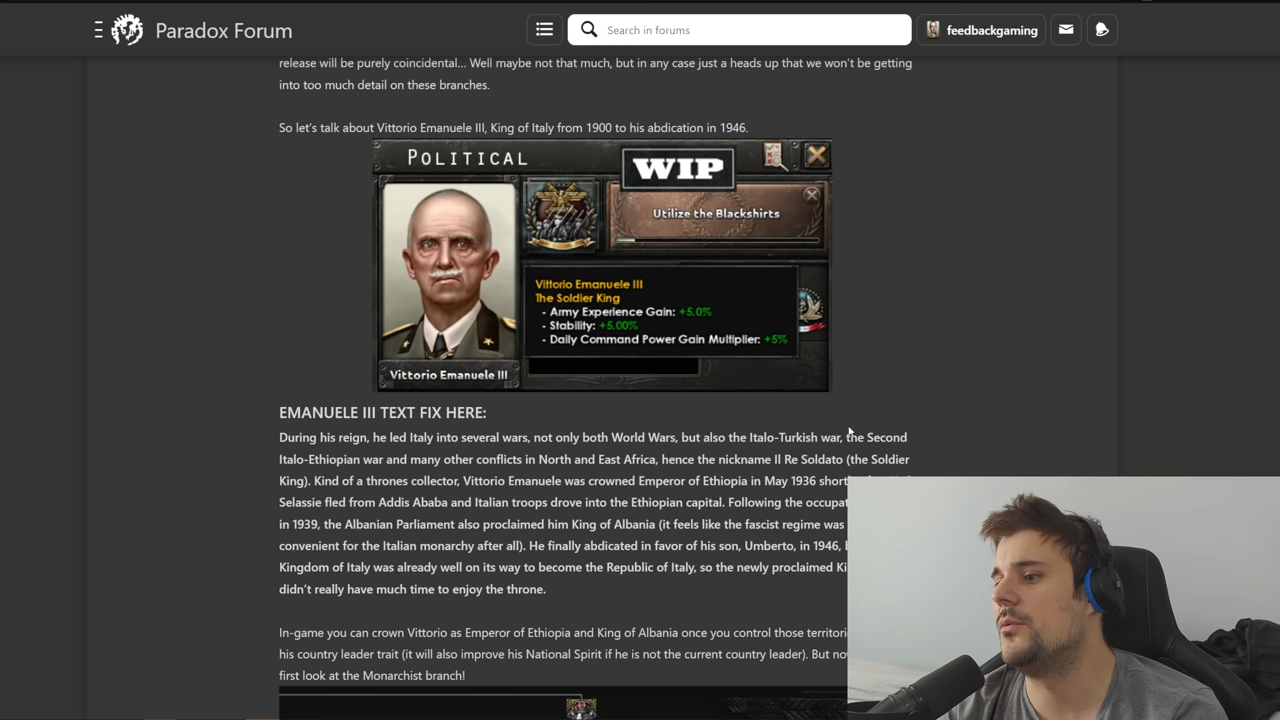 Paradox Forum
Search in forums
feedbackgaming
release will be purely coincidental... Well maybe not that much, but in any case just a heads up that we won't be getting
into too much detail on these branches.
So let's talk about Vittorio Emanuele III, King of Italy from 1900 to his abdication in 1946.
POLITICAL
WIP
Utilize the Blackshirts
Vittorio Emanuele III
The Soldier King
- Army Experience Gain: +5.0%
- Stability: +5.00%
- Daily Command Power Gain Multiplier: +5%
Vittorio Emanuele III
EMANUELE III TEXT FIX HERE:
During his reign, he led Italy into several wars, not only both World Wars, but also the Italo-Turkish war, the Second
Italo-Ethiopian war and many other conflicts in North and East Africa, hence the nickname Il Re Soldato (the Soldier
King). Kind of a thrones collector, Vittorio Emanuele was crowned Emperor of Ethiopia in May 1936
Selassie fled from Addis Ababa and Italian troops drove into the Ethiopian capital. Following the
in 1939, the Albanian Parliament also proclaimed him King of Albania (it feels like the fascist regime was
convenient for the Italian monarchy after all). He finally abdicated in favor of his son, Umberto, in 1946,
Kingdom of Italy was already well on its way to become the Republic of Italy, so the newly proclaimed
didn't really have much time to enjoy the throne.
In-game you can crown Vittorio as Emperor of Ethiopia and King of Albania once you control those
his country leader trait (it will also improve his National Spirit if he is not the current country leader). But
first look at the Monarchist branch!